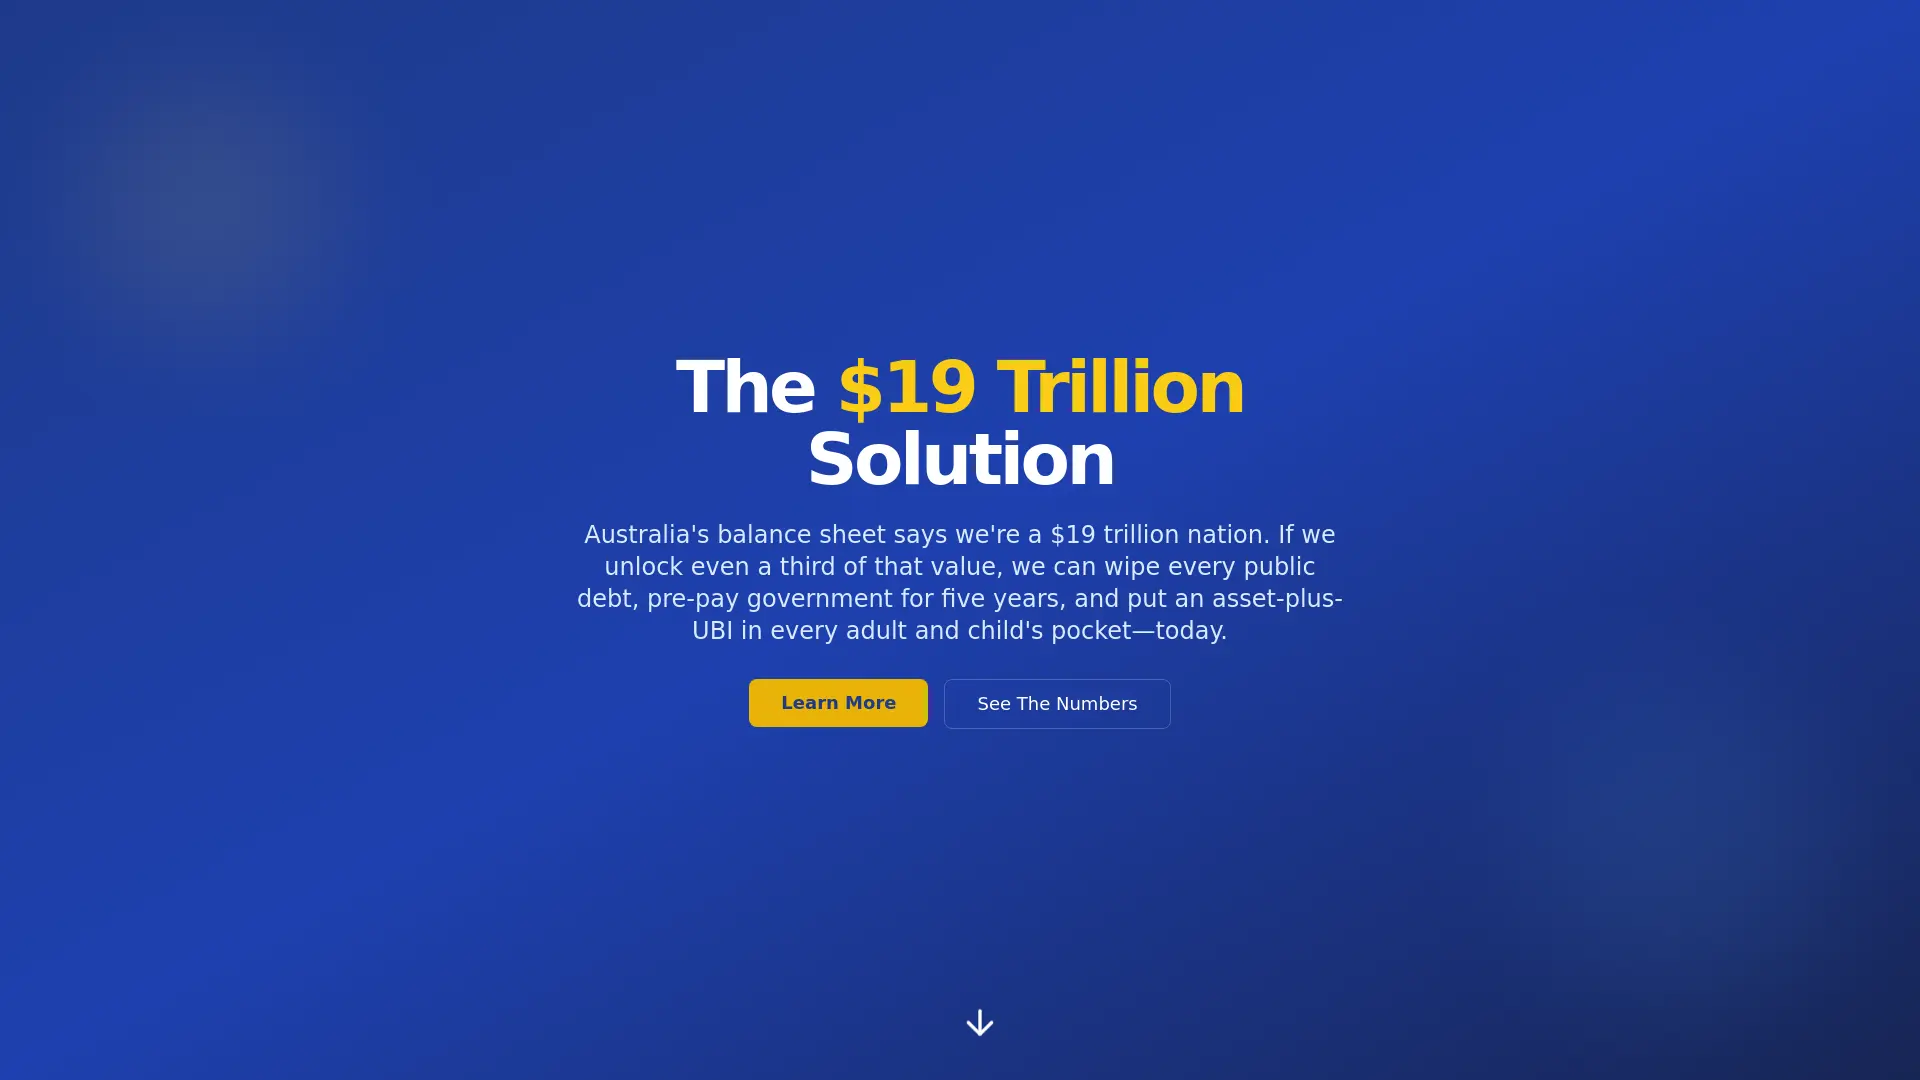 The $19 Trillion
Solution
Australia's balance sheet says we're a $19 trillion nation. If we
unlock even a third of that value, we can wipe every public
debt, pre-pay government for five years, and put an asset-plus-
UBI in every adult and child's pocket—today.
Learn More
See The Numbers